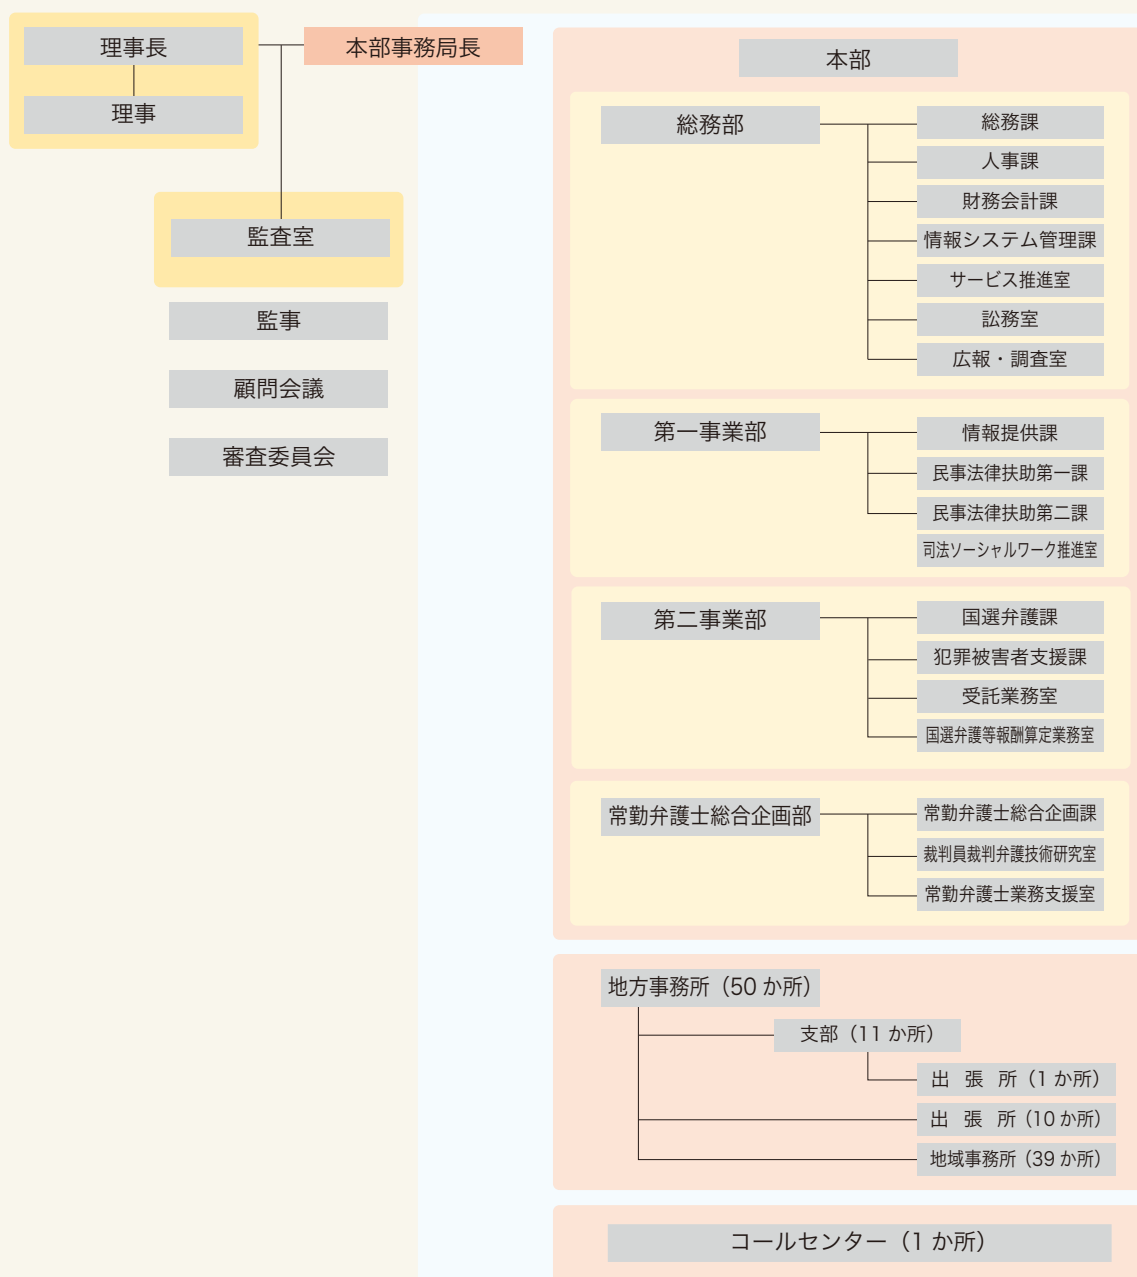 理事長
理事
本部事務局長
監査室
監事
顧問会議
審査委員会
本部
総務部
総務課
人事課
財務会計課
情報システム管理課
サービス推進室
訟務室
広報・調査室
第一事業部
情報提供課
民事法律扶助第一課
民事法律扶助第二課
司法ソーシャルワーク推進室
第二事業部
国選弁護課
犯罪被害者支援課
受託業務室
国選弁護等報酬算定業務室
常勤弁護士総合企画部
常勤弁護士総合企画課
裁判員裁判弁護技術研究室
常勤弁護士業務支援室
地方事務所（50 か所）
支部（11 か所）
出 張 所（1 か所）
出 張 所（10 か所）
地域事務所（39 か所）
コールセンター（1 か所）